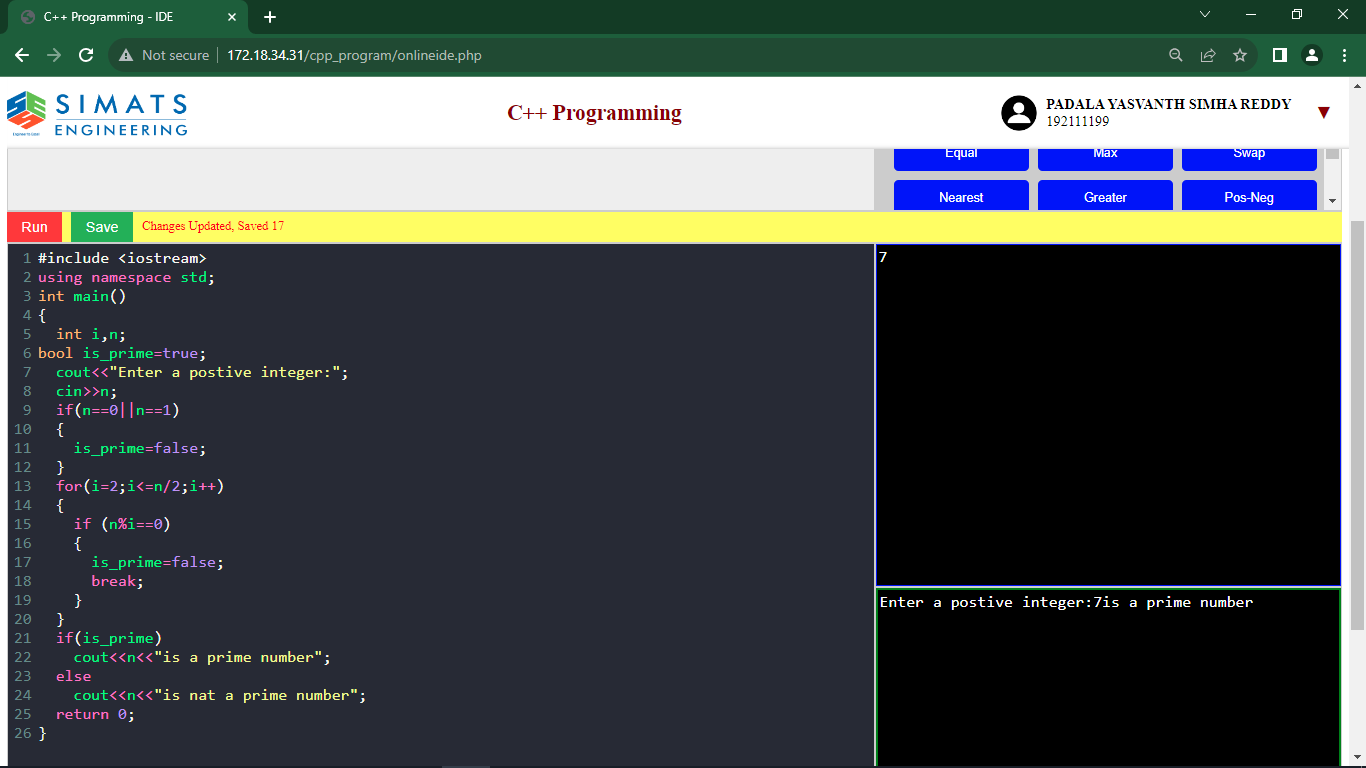 C++ Programming - IDE
Not secure 172.18.34.31/cpp_program/onlineide.php
SIMATS
ENGINEERING
C++ Programming
PADALA YASVANTH SIMHA REDDY
192111199
Equal Max Swap
Nearest Greater Pos-Neg
Run Save Changes Updated, Saved 17
1 #include <iostream>
2 using namespace std;
3 int main()
4 {
5 int i,n;
6 bool is_prime=true;
7 cout<<"Enter a postive integer:";
8 cin>>n;
9 if(n==0||n==1)
10 {
11 is_prime=false;
12 }
13 for(i=2;i<=n/2;i++)
14 {
15 if (n%i==0)
16 {
17 is_prime=false;
18 break;
19 }
20 }
21 if(is_prime)
22 cout<<n<<"is a prime number";
23 else
24 cout<<n<<"is nat a prime number";
25 return 0;
26 }
7
Enter a postive integer:7is a prime number